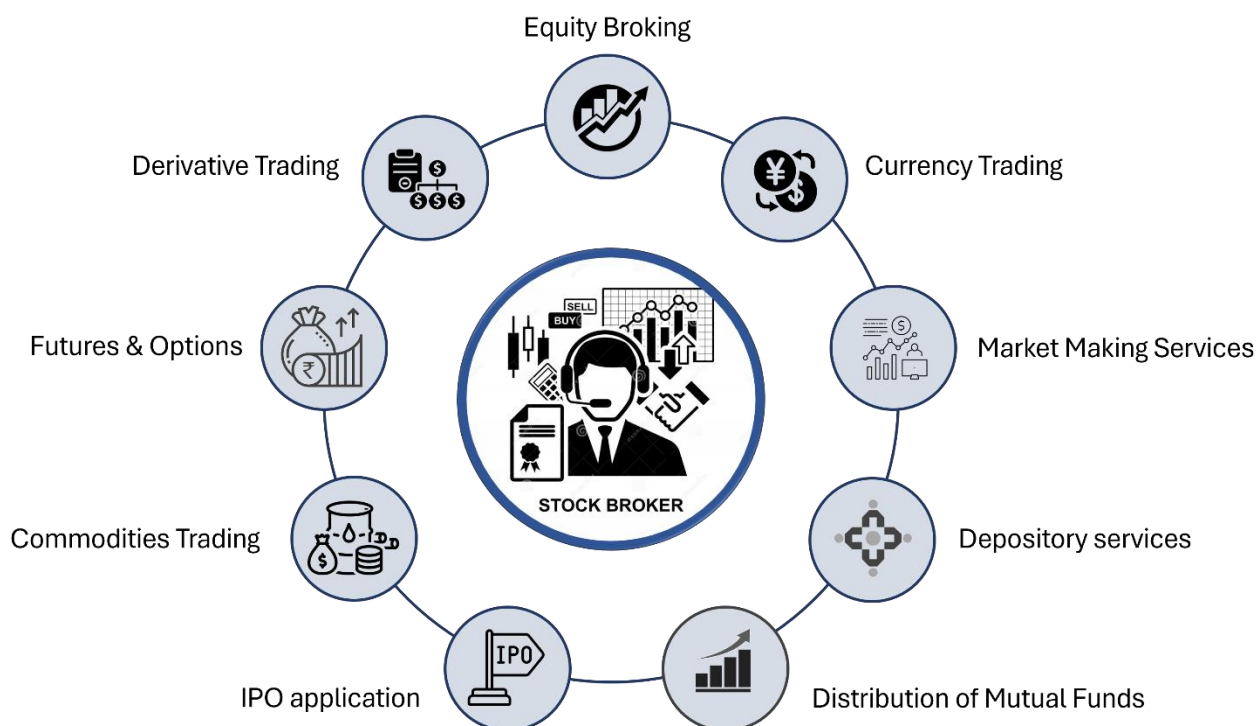 Equity Broking
Derivative Trading
Currency Trading
¥
$
$
$ $ $
SELL
BUY
$
Futures & Options
₹
Market Making Services
STOCK BROKER
Commodities Trading
$
Depository services
IPO
IPO application
Distribution of Mutual Funds